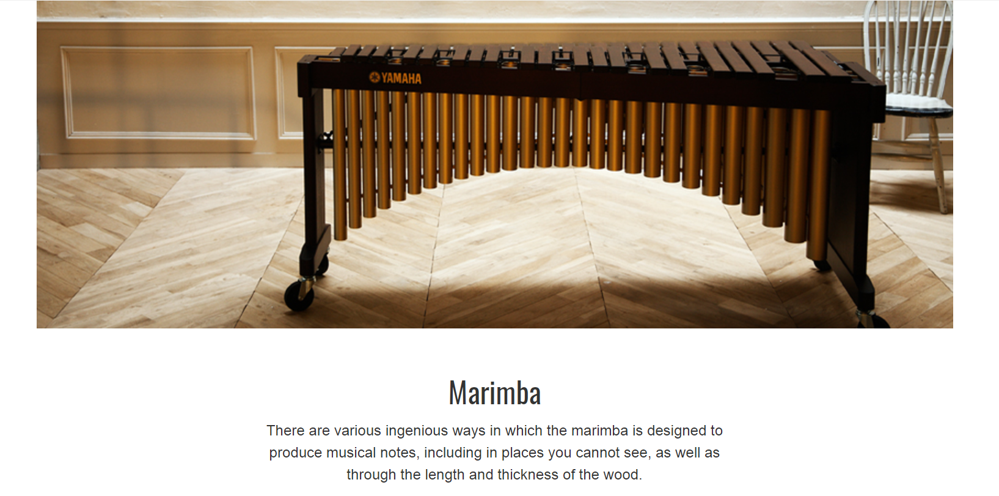 YAMAHA
Marimba
There are various ingenious ways in which the marimba is designed to
produce musical notes, including in places you cannot see, as well as
through the length and thickness of the wood.